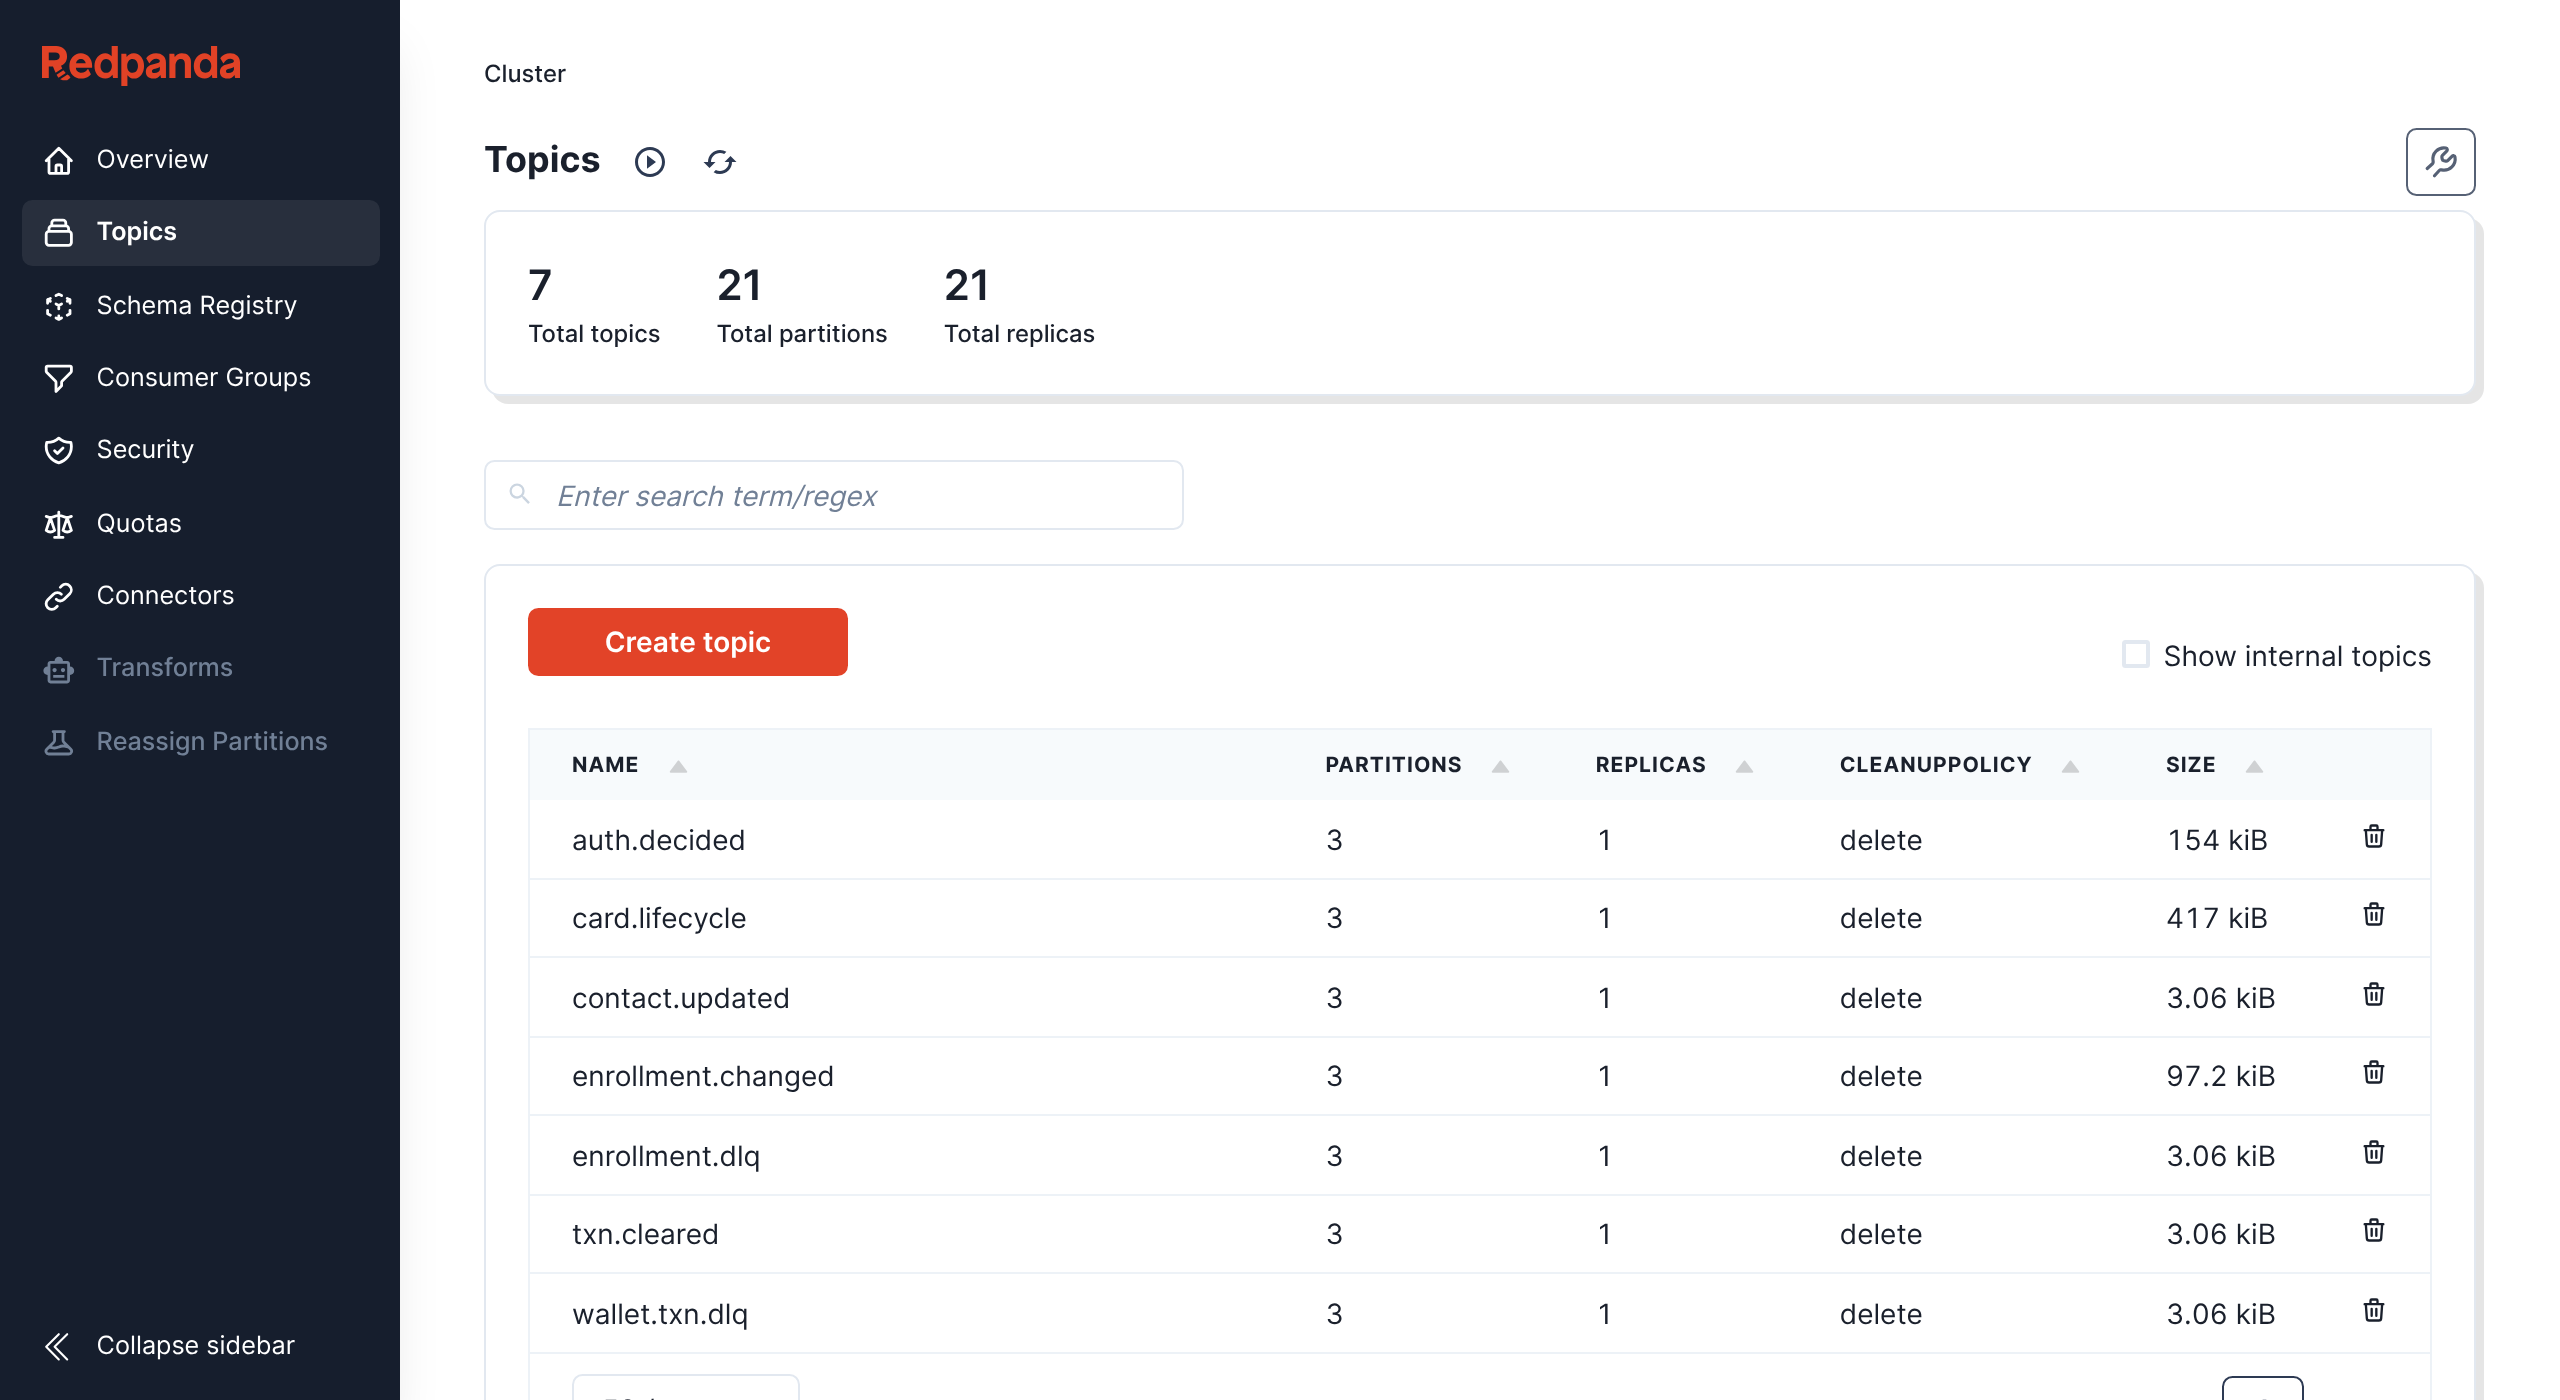 Redpanda
Overview
Topics
Schema Registry
Consumer Groups
Security
Quotas
Connectors
Transforms
Reassign Partitions
Collapse sidebar
Cluster
Topics
7 21 21
Total topics Total partitions Total replicas
Enter search term/regex
Create topic
Show internal topics
NAME PARTITIONS REPLICAS CLEANUPPOLICY SIZE
auth.decided 3 1 delete 154 kiB
card.lifecycle 3 1 delete 417 kiB
contact.updated 3 1 delete 3.06 kiB
enrollment.changed 3 1 delete 97.2 kiB
enrollment.dlq 3 1 delete 3.06 kiB
txn.cleared 3 1 delete 3.06 kiB
wallet.txn.dlq 3 1 delete 3.06 kiB